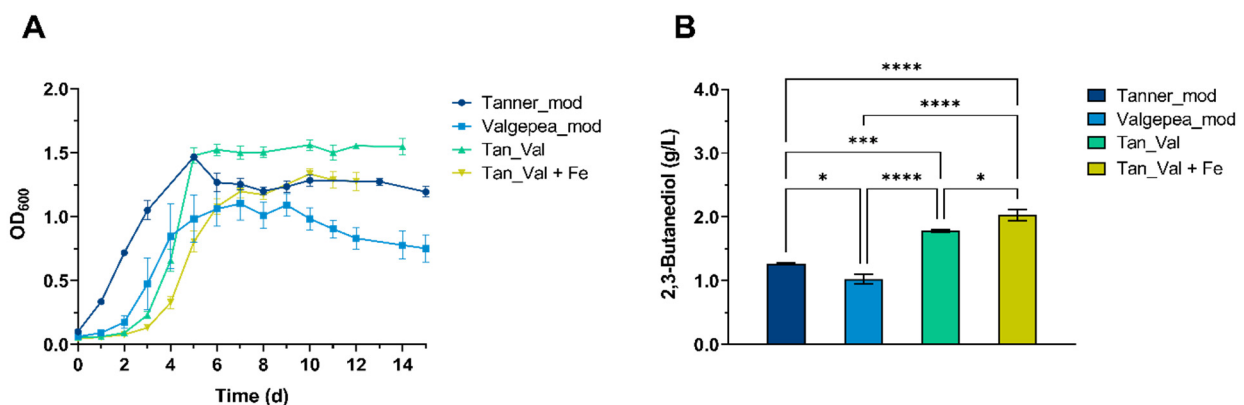 A
OD600
2.0
1.5
1.0
0.5
0.0
0 2 4 6 8 10 12 14
Time (d)
Tanner_mod
Valgepea_mod
Tan_Val
Tan_Val + Fe
B
2,3-Butanediol (g/L)
4.0
3.0
2.0
1.0
0.0
****
****
***
* **** *
Tanner_mod
Valgepea_mod
Tan_Val
Tan_Val + Fe